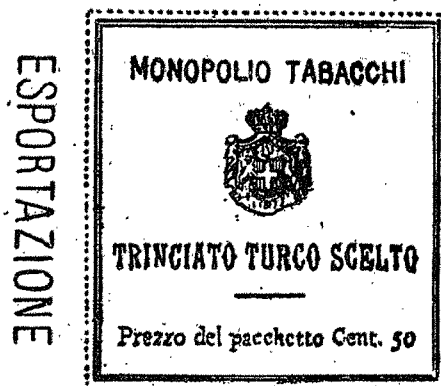 ESPORTAZIONE
MONOPOLIO TABACCHI
TRINCIATO TURCO SCELTO
Prezzo del pacchetto Cent. 50